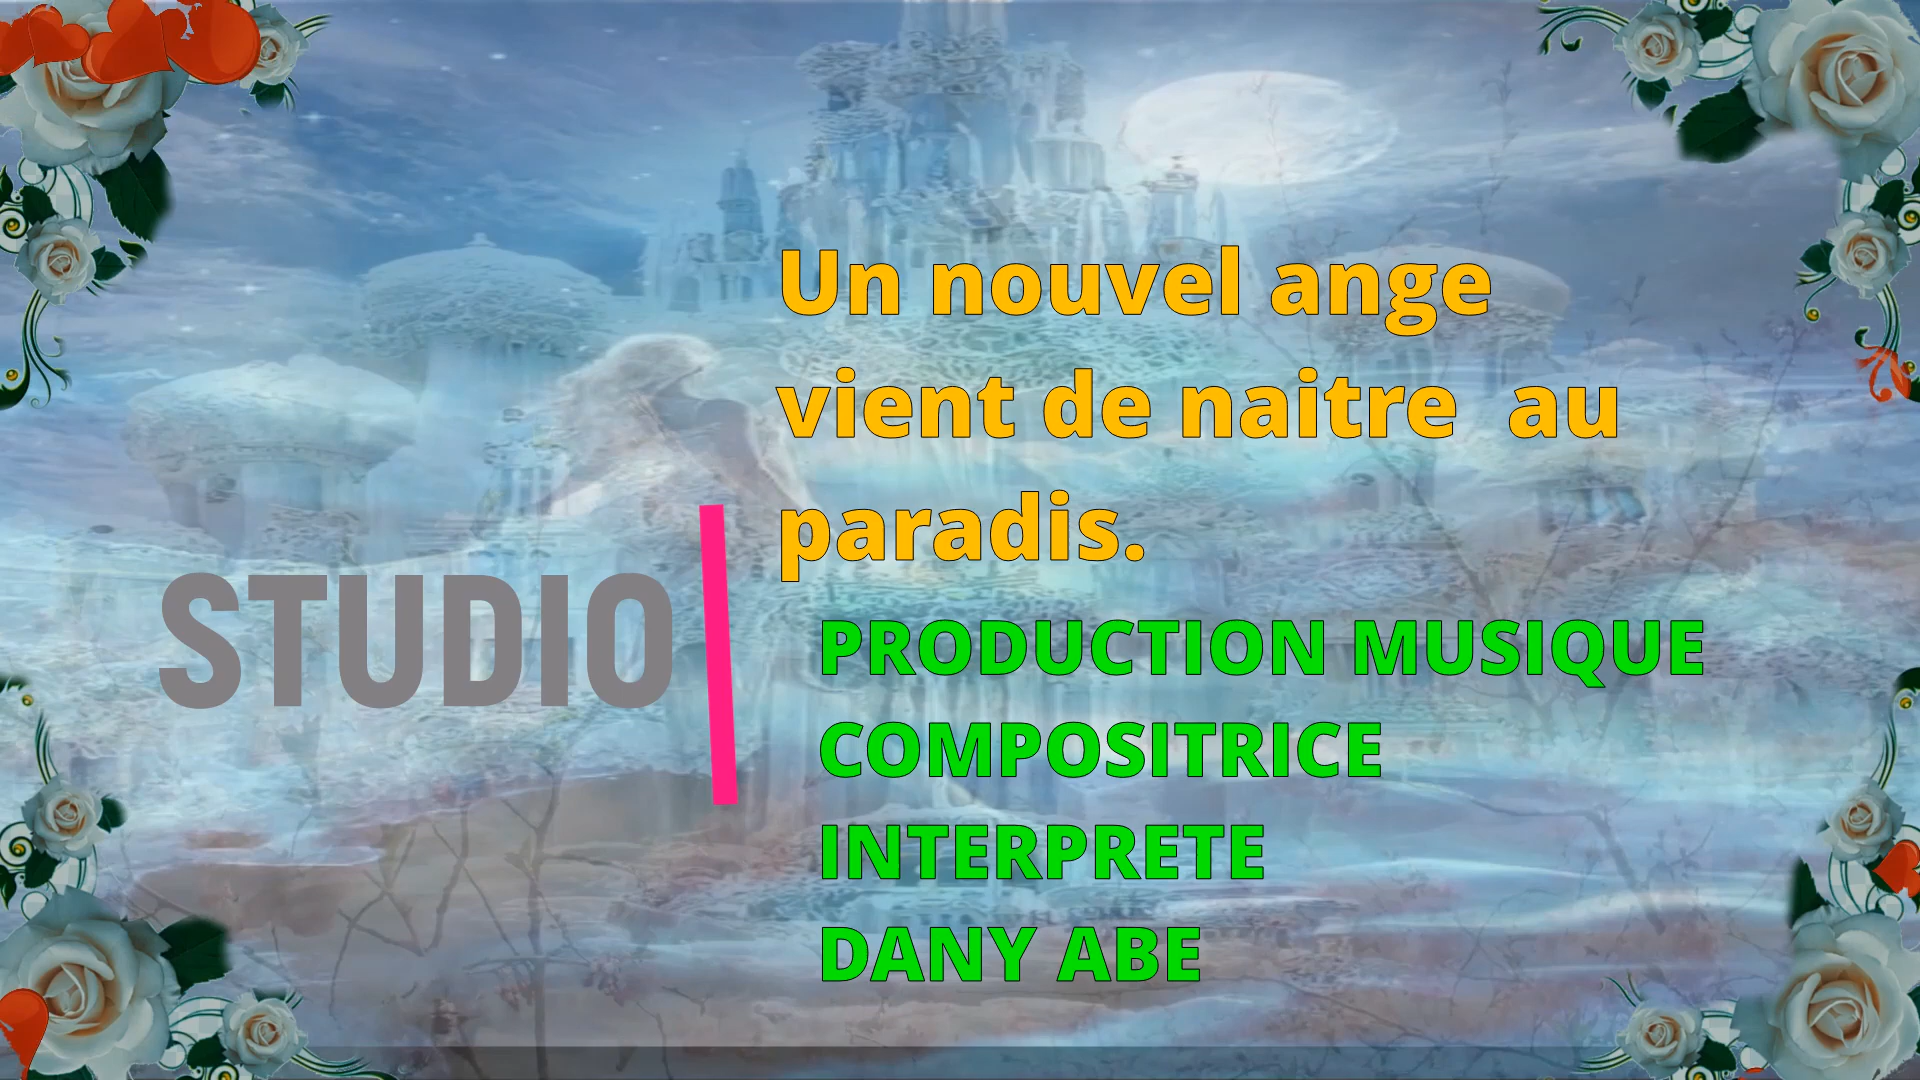 Un nouvel ange
vient de naitre au
paradis.
STUDIO
PRODUCTION MUSIQUE
COMPOSITRICE
INTERPRETE
DANY ABE